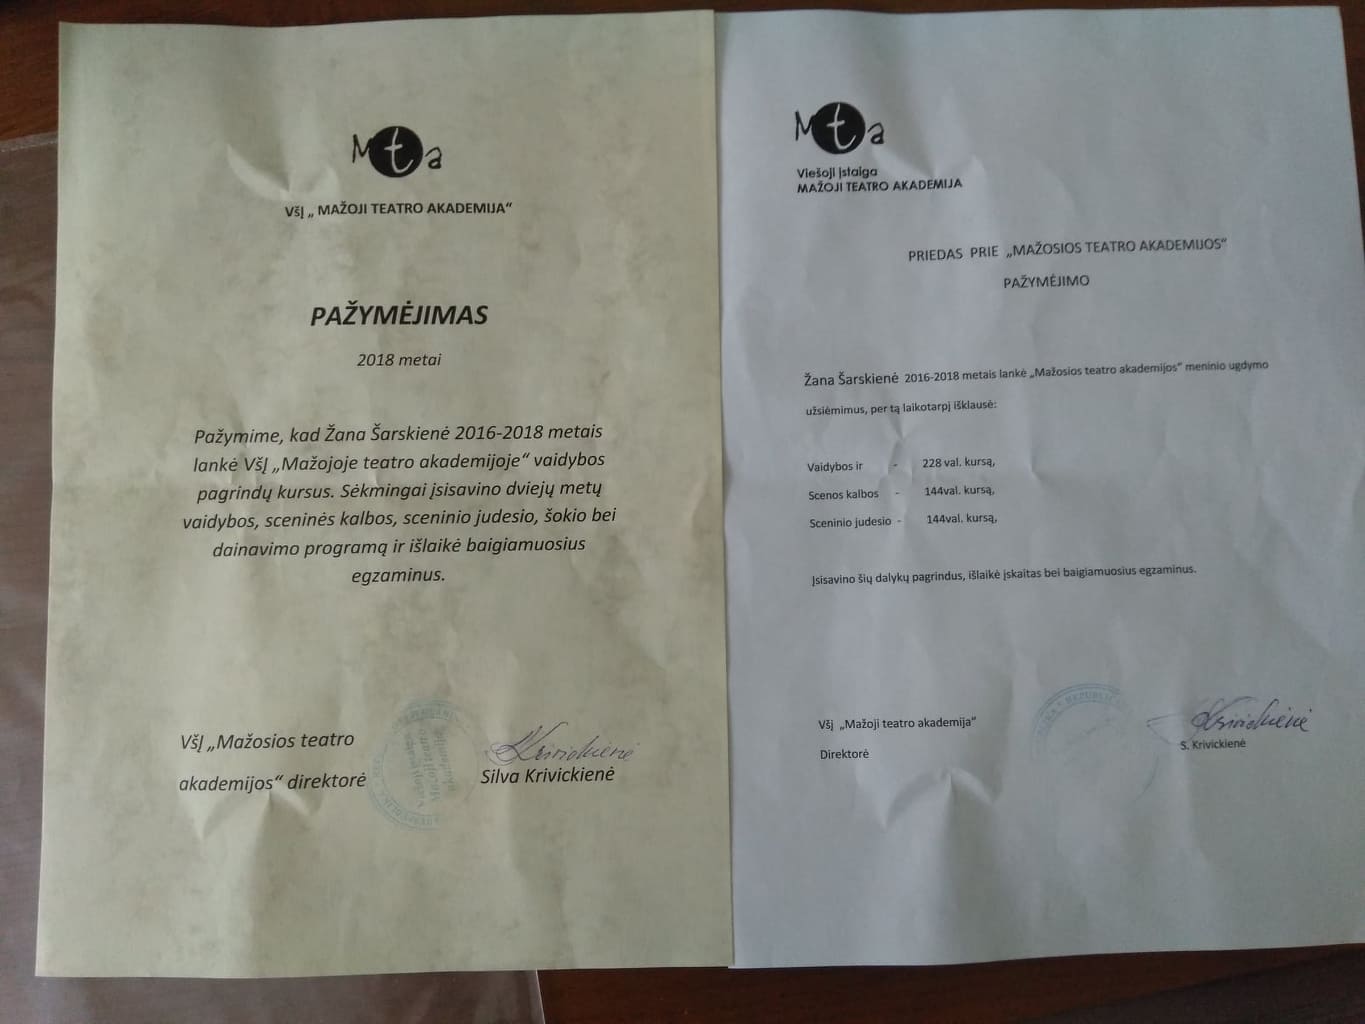 Mta
VšĮ „ MAŽOJI TEATRO AKADEMIJA“
PAŽYMĖJIMAS
2018 metai
Pažymime, kad Žana Šarskienė 2016-2018 metais
lankė VšĮ „Mažojoje teatro akademijoje“ vaidybos
pagrindų kursus. Sėkmingai įsisavino dviejų metų
vaidybos, sceninės kalbos, sceninio judesio, šokio bei
dainavimo programą ir išlaikė baigiamuosius
egzaminus.
VšĮ „Mažosios teatro
akademijos“ direktorė
Mažoji teatro
akademija
SKrivickienė
Silva Krivickienė
Mta
Viešoji Įstaiga
MAŽOJI TEATRO AKADEMIJA
PRIEDAS PRIE „MAŽOSIOS TEATRO AKADEMIJOS“
PAŽYMĖJIMO
Žana Šarskienė 2016-2018 metais lankė „Mažosios teatro akademijos“ meninio ugdymo
užsiėmimus, per tą laikotarpį išklausė:
Vaidybos ir - 228 val. kursą,
Scenos kalbos - 144val. kursą,
Sceninio judesio - 144val. kursą,
Įsisavino šių dalykų pagrindus, išlaikė įskaitas bei baigiamuosius egzaminus.
Všį „Mažoji teatro akademija“
Direktorė
SKrivickienė
S. Krivickienė